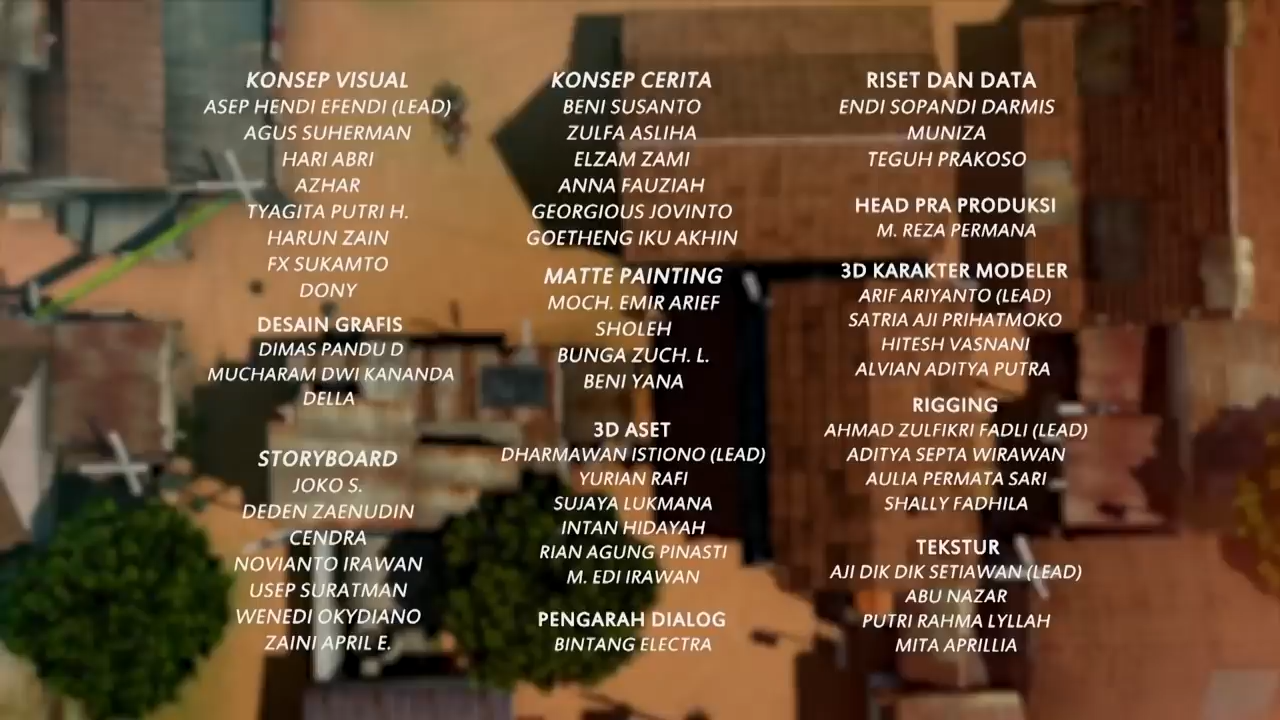 KONSEP VISUAL
ASEP HENDI EFENDI (LEAD)
AGUS SUHERMAN
HARI ABRI
AZHAR
TYAGITA PUTRI H.
HARUN ZAIN
FX SUKAMTO
DONY
DESAIN GRAFIS
DIMAS PANDU D
MUCHARAM DWI KANANDA
DELLA
STORYBOARD
JOKO S.
DEDEN ZAENUDIN
CENDRA
NOVIANTO IRAWAN
USEP SURATMAN
WENEDI OKYDIANO
ZAINI APRIL E.
KONSEP CERITA
BENI SUSANTO
ZULFA ASLIHA
ELZAM ZAMI
ANNA FAUZIAH
GEORGIOUS JOVINTO
GOETHENG IKU AKHIN
MATTE PAINTING
MOCH. EMIR ARIEF
SHOLEH
BUNGA ZUCH. L.
BENI YANA
3D ASET
DHARMAWAN ISTIONO (LEAD)
YURIAN RAFI
SUJAYA LUKMANA
INTAN HIDAYAH
RIAN AGUNG PINASTI
M. EDI IRAWAN
PENGARAH DIALOG
BINTANG ELECTRA
RISET DAN DATA
ENDI SOPANDI DARMIS
MUNIZA
TEGUH PRAKOSO
HEAD PRA PRODUKSI
M. REZA PERMANA
3D KARAKTER MODELER
ARIF ARIYANTO (LEAD)
SATRIA AJI PRIHATMOKO
HITESH VASNANI
ALVIAN ADITYA PUTRA
RIGGING
AHMAD ZULFIKRI FADLI (LEAD)
ADITYA SEPTA WIRAWAN
AULIA PERMATA SARI
SHALLY FADHILA
TEKSTUR
AJI DIK DIK SETIAWAN (LEAD)
ABU NAZAR
PUTRI RAHMA LYLLAH
MITA APRILLIA